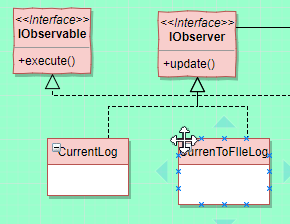 <<Interface>>
IObservable
+execute()
<<Interface>>
IObserver
+update()
CurrentLog
CurrenToFIleLog